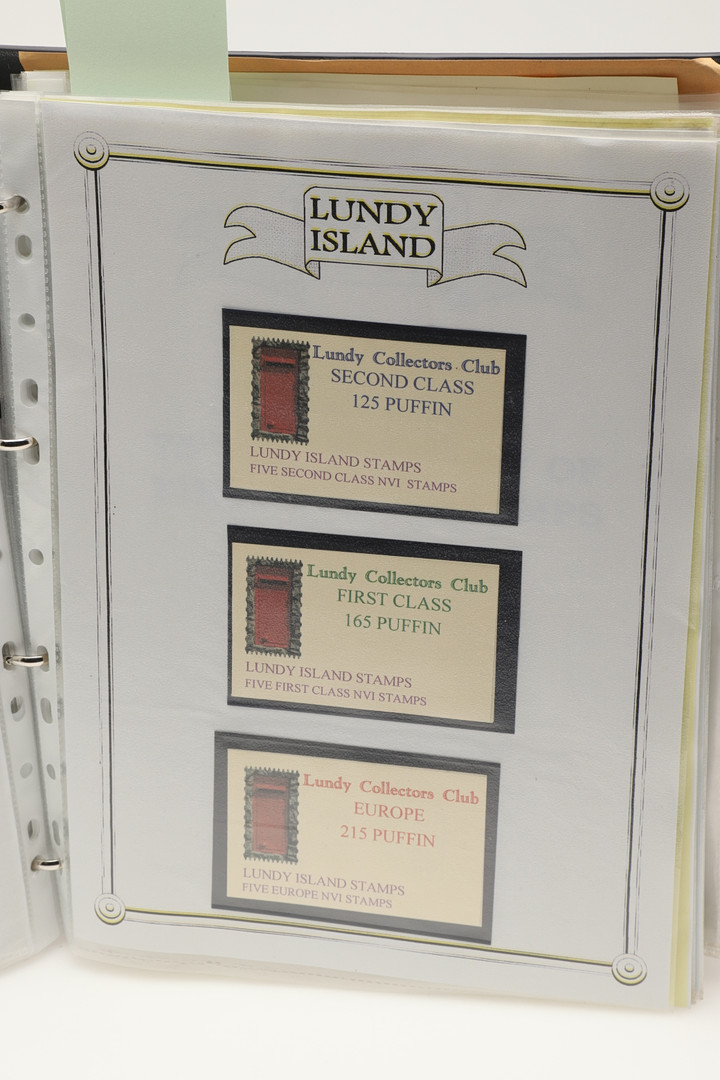 LUNDY
ISLAND
Lundy Collectors Club
SECOND CLASS
125 PUFFIN
LUNDY ISLAND STAMPS
FIVE SECOND CLASS NVI STAMPS
Lundy Collectors Club
FIRST CLASS
165 PUFFIN
LUNDY ISLAND STAMPS
FIVE FIRST CLASS NVI STAMPS
Lundy Collectors Club
EUROPE
215 PUFFIN
LUNDY ISLAND STAMPS
FIVE EUROPE NVI STAMPS